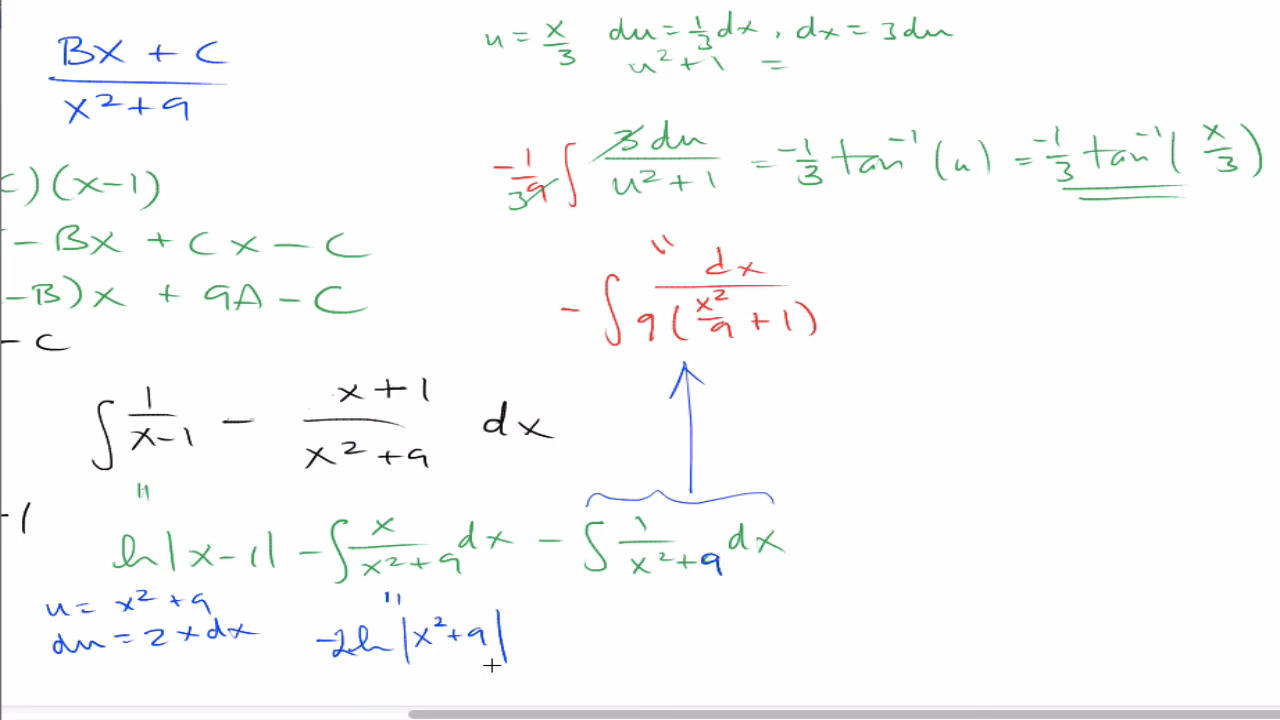 Bx + C
x² + 9
c)(x-1)
- Bx + Cx - C
-B)x + 9A - C
- C
∫ 1/(x-1) - (x+1)/(x²+9) dx
"
-1
ln|x-1| - ∫ x/(x²+9) dx - ∫ 1/(x²+9) dx
u = x² + 9
"
du = 2x dx
-2ln|x²+9|
u = x/3 du = 1/3 dx, dx = 3du
u² + 1 =
-1/(3 9) ∫ 3du/(u²+1) = -1/3 tan⁻¹(u) = -1/3 tan⁻¹(x/3)
"
- ∫ dx/(9(x²/9 + 1))